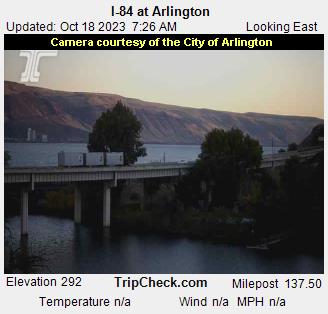 I-84 at Arlington
Updated: Oct 18 2023 7:26 AM Looking East
Camera courtesy of the City of Arlington
Elevation 292 TripCheck.com Milepost 137.50
Temperature n/a Wind n/a MPH n/a